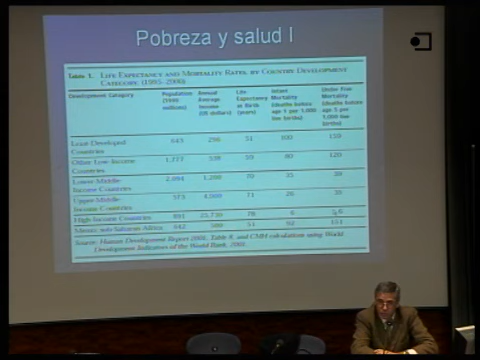 Pobreza y salud I
Table 1. LIFE EXPECTANCY AND MORTALITY RATES, BY COUNTRY DEVELOPMENT
CATEGORY (1995-2000)
Development Category
Population (1999 millions)
Annual Average Income (US dollars)
Life Expectancy at Birth (years)
Infant Mortality (deaths before age 1 per 1,000 live births)
Under Five Mortality (deaths before age 5 per 1,000 live births)
Least-Developed Countries 643 296 51 100 159
Other Low-Income Countries 1,777 538 59 80 120
Lower-Middle-Income Countries 2,094 1,200 70 35 39
Upper-Middle-Income Countries 573 4,900 71 26 35
High-Income Countries 891 25,730 78 6 6
Memo: sub-Saharan Africa 642 500 51 92 151
Source: Human Development Report 2001, Table 8, and CMH calculations using World
Development Indicators of the World Bank, 2001.